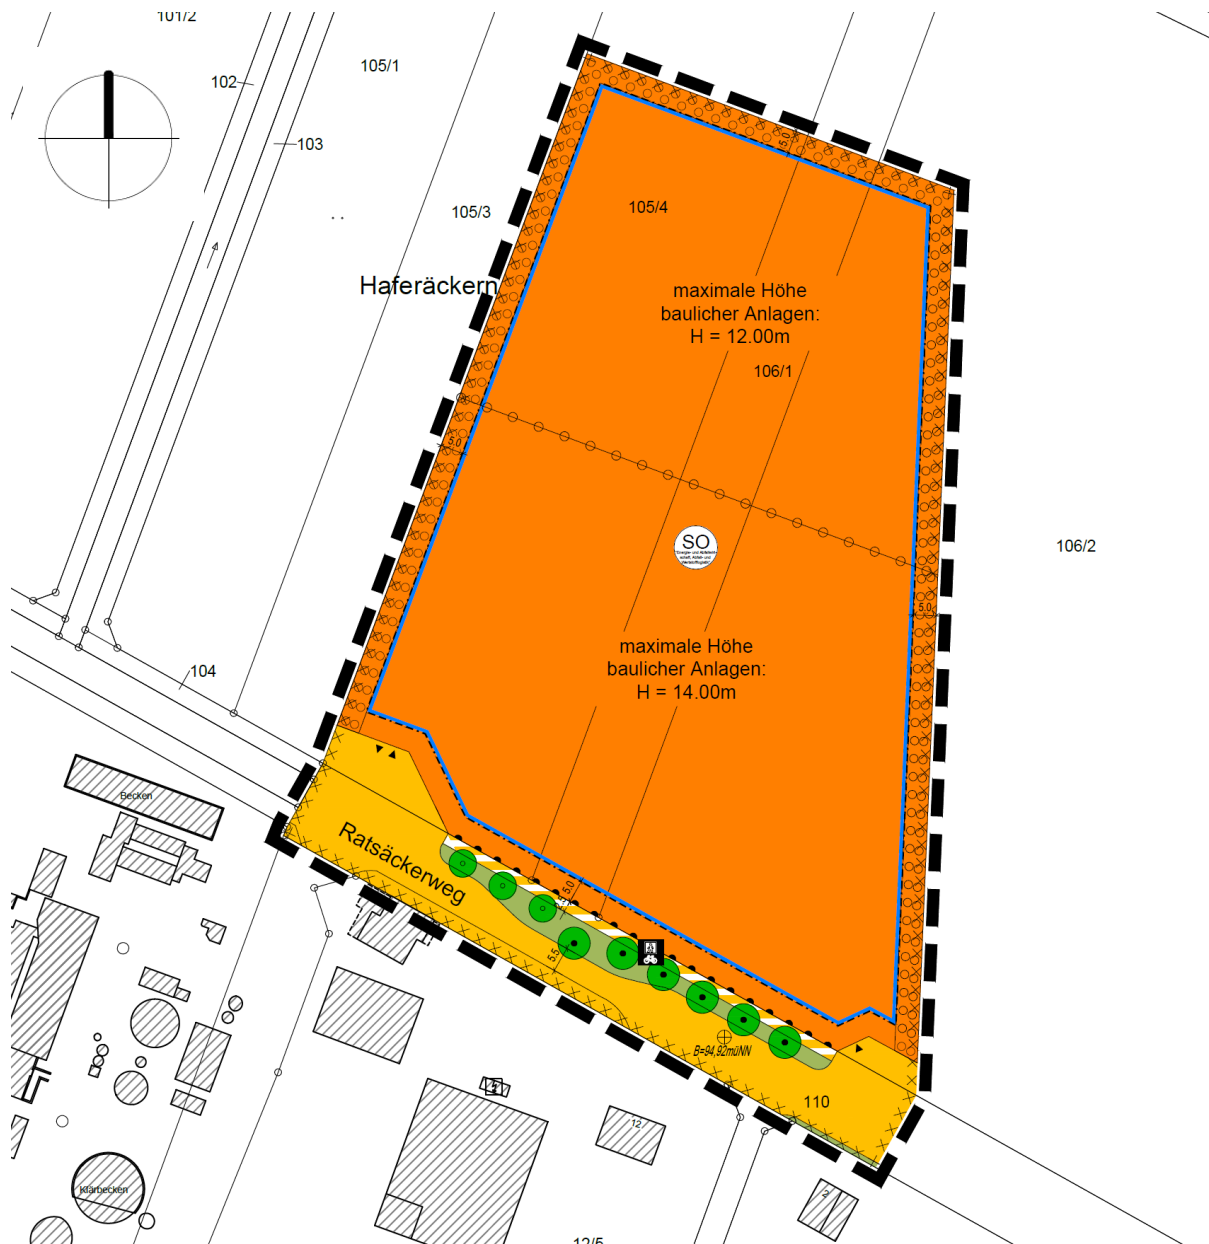 101/2
102
103
105/1
105/3
105/4
5.0
Haferäckern
maximale Höhe
baulicher Anlagen:
H = 12.00m
106/1
5.0
SO
106/2
5.0
maximale Höhe
baulicher Anlagen:
H = 14.00m
104
Becken
Ratsäckerweg
5.0
5.5
B=94,92müNN
110
12
Klärbecken
2
12/5